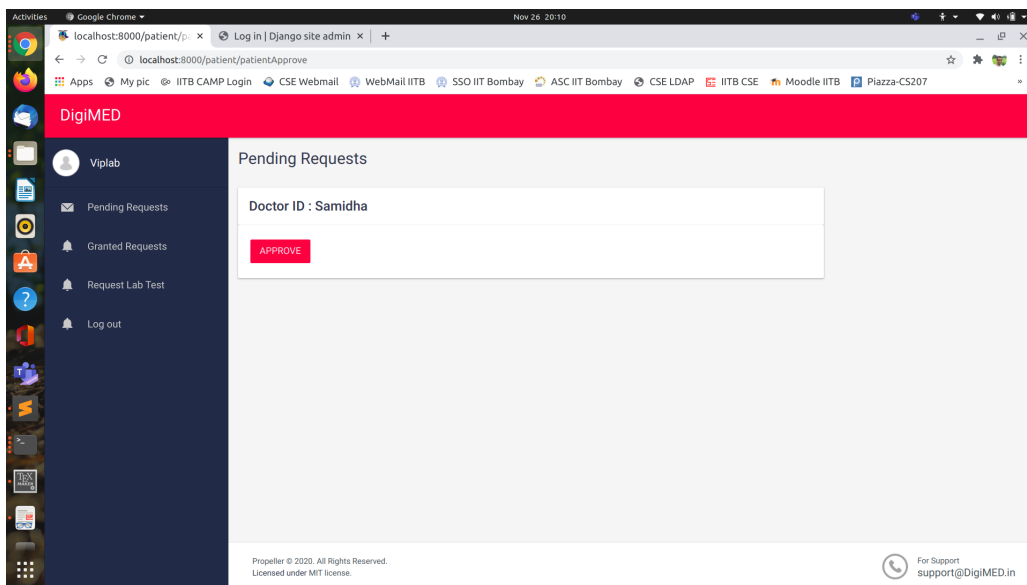 Activities Google Chrome Nov 26 20:10
localhost:8000/patient/pa Log in | Django site admin
localhost:8000/patient/patientApprove
Apps My pic IITB CAMP Login CSE Webmail WebMail IITB SSO IIT Bombay ASC IIT Bombay CSE LDAP IITB CSE Moodle IITB Piazza-CS207 »
DigiMED
Viplab
Pending Requests
Granted Requests
Request Lab Test
Log out
Pending Requests
Doctor ID : Samidha
APPROVE
Propeller © 2020. All Rights Reserved.
Licensed under MIT license.
For Support
support@DigiMED.in